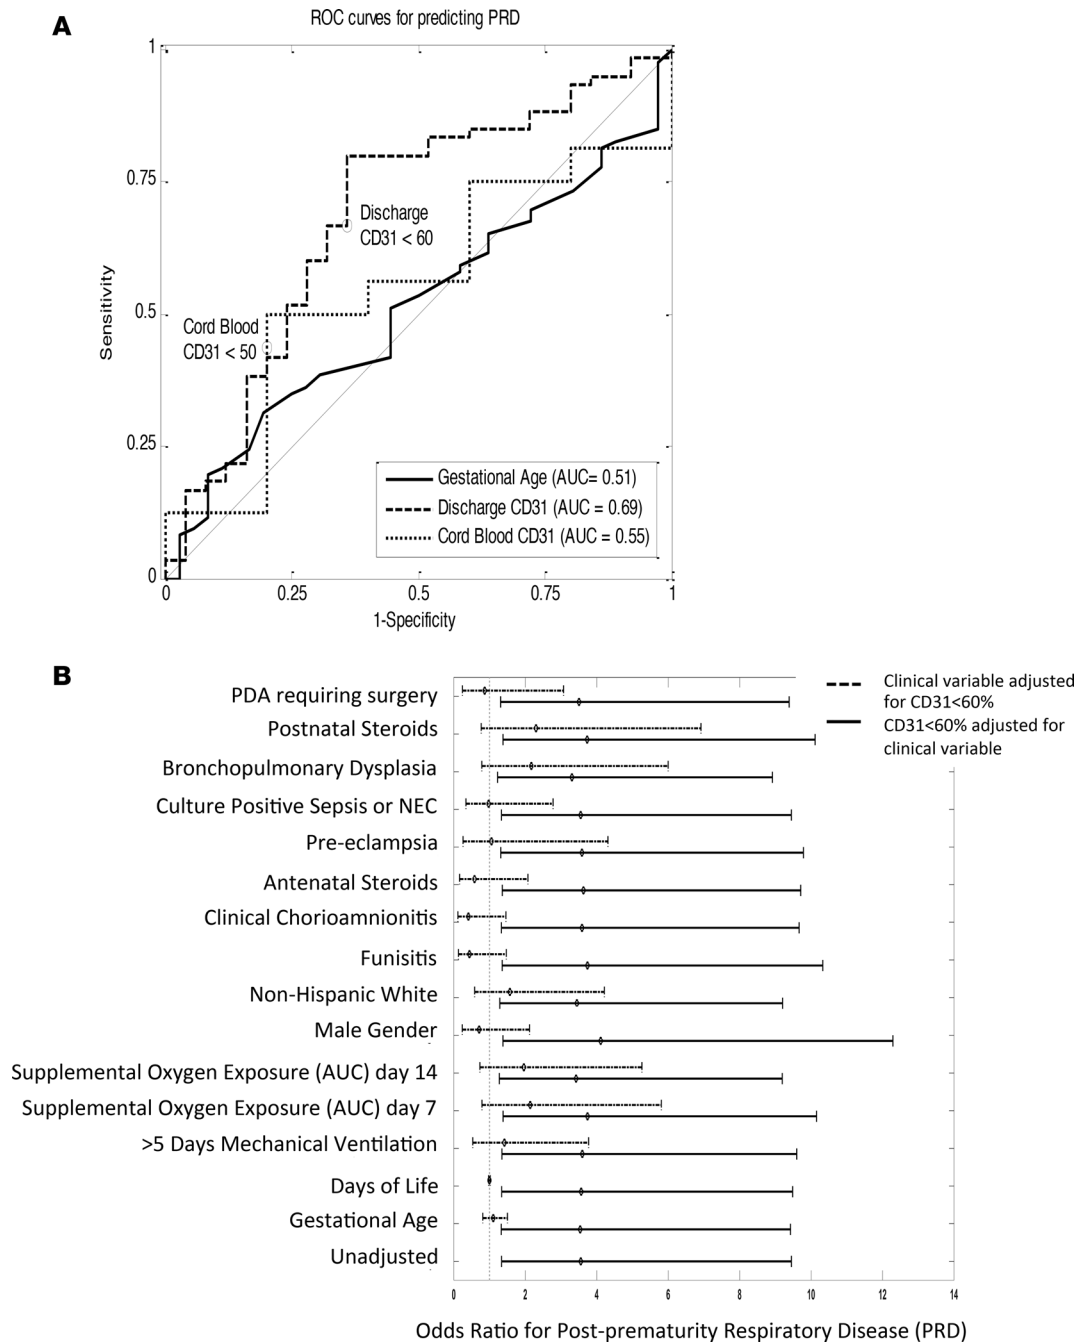 A
ROC curves for predicting PRD
1
0.75
0.5
0.25
0
Sensitivity
Discharge
CD31 < 60
Cord Blood
CD31 < 50
Gestational Age (AUC= 0.51)
Discharge CD31 (AUC = 0.69)
Cord Blood CD31 (AUC = 0.55)
0 0.25 0.5 0.75 1
1-Specificity
B
Clinical variable adjusted
for CD31<60%
CD31<60% adjusted for
clinical variable
PDA requiring surgery
Postnatal Steroids
Bronchopulmonary Dysplasia
Culture Positive Sepsis or NEC
Pre-eclampsia
Antenatal Steroids
Clinical Chorioamnionitis
Funisitis
Non-Hispanic White
Male Gender
Supplemental Oxygen Exposure (AUC) day 14
Supplemental Oxygen Exposure (AUC) day 7
>5 Days Mechanical Ventilation
Days of Life
Gestational Age
Unadjusted
0 2 4 6 8 10 12 14
Odds Ratio for Post-prematurity Respiratory Disease (PRD)